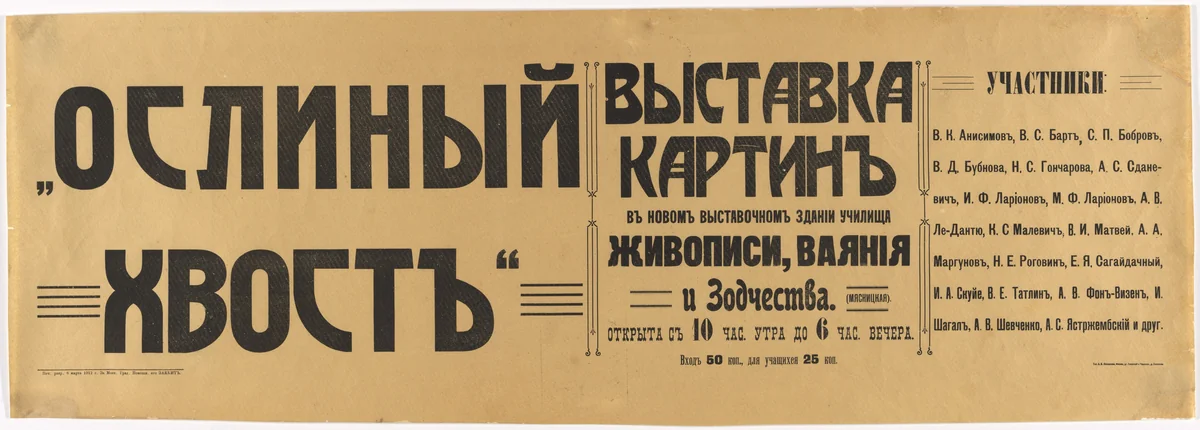 „ОСЛИНЫЙ
ХВОСТЪ“
ВЫСТАВКА
КАРТИНЪ
ВЪ НОВОМЪ ВЫСТАВОЧНОМЪ ЗДАНІИ УЧИЛИЩА
ЖИВОПИСИ, ВАЯНІЯ
и Зодчества. (МЯСНИЦКАЯ).
ОТКРЫТА СЪ 10 ЧАС. УТРА ДО 6 ЧАС. ВЕЧЕРА.
Входъ 50 коп., для учащихся 25 коп.
УЧАСТНИКИ:
В. К. Анисимовъ, В. С. Бартъ, С. П. Бобровъ,
В. Д. Бубнова, Н. С. Гончарова, А. С. Сдане-
вичъ, И. Ф. Ларіоновъ, М. Ф. Ларіоновъ. А. В.
Ле-Дантю, К. С Малевичъ, В. И. Матвей. А. А.
Маргуновъ, Н. Е. Роговинъ, Е. Я. Сагайдачный,
И. А. Скуйе, В. Е. Татлинъ, А. В. Фонъ-Визенъ, И.
Шагалъ, А. В. Шевченко, А. С. Ястржембскій и друг.